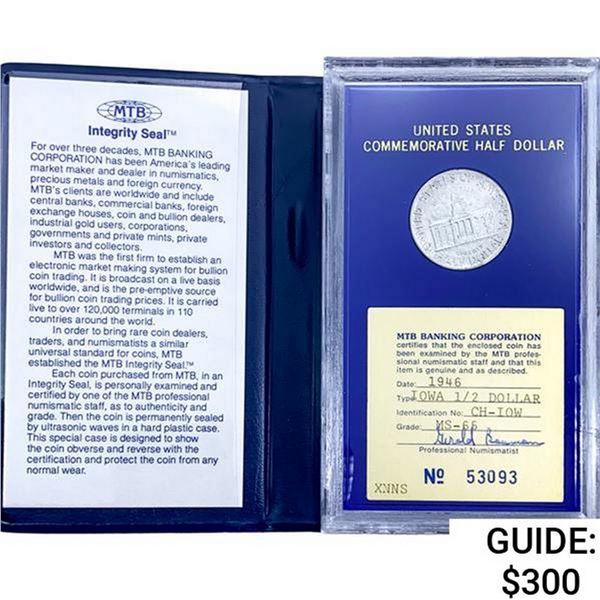 MTB
Integrity Seal™
For over three decades, MTB BANKING
CORPORATION has been America's leading
market maker and dealer in numismatics,
precious metals and foreign currency.
MTB's clients are worldwide and include
central banks, commercial banks, foreign
exchange houses, coin and bullion dealers,
industrial gold users, corporations,
governments and private mints, private
investors and collectors.
MTB was the first firm to establish an
electronic market making system for bullion
coin trading. It is broadcast on a live basis
worldwide, and is the pre-emptive source
for bullion coin trading prices. It is carried
live to over 120,000 terminals in 110
countries around the world.
In order to bring rare coin dealers,
traders, and numismatists a similar
universal standard for coins, MTB
established the MTB Integrity Seal™
Each coin purchased from MTB, in an
Integrity Seal, is personally examined and
certified by one of the MTB professional
numismatic staff, as to authenticity and
grade. Then the coin is permanently sealed
by ultrasonic waves in a hard plastic case.
This special case is designed to show
the coin obverse and reverse with the
certification and protect the coin from any
normal wear.
UNITED STATES
COMMEMORATIVE HALF DOLLAR
MTB BANKING CORPORATION
certifies that the enclosed coin has
been examined by the MTB profes-
sional numismatic staff and that this
item is genuine and as described.
Date: 1946
Type IOWA 1/2 DOLLAR
Identification No: CH-IOW
Grade: MS-66
Professional Numismatist
XNNS
Nº 53093
GUIDE:
$300